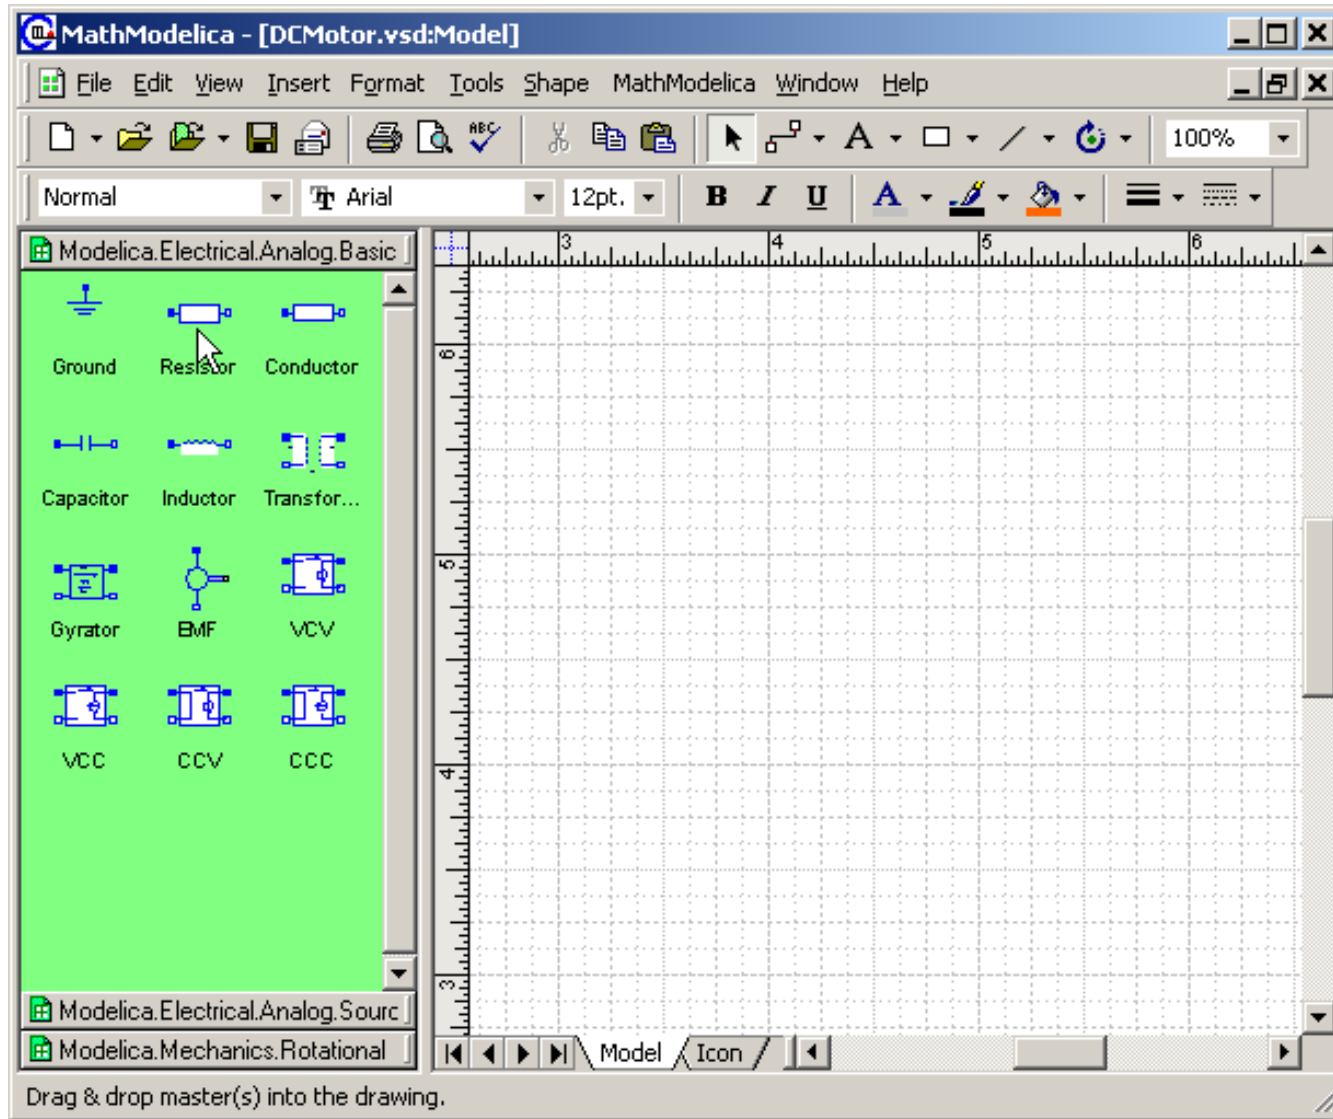 MathModelica - [DCMotor.vsd:Model]
File Edit View Insert Format Tools Shape MathModelica Window Help
ABC A 100%
Normal Arial 12pt. B I U A
Modelica.Electrical.Analog.Basic
3 4 5 6
Ground Resistor Conductor
6
Capacitor Inductor Transfor...
5
Gyrator EMF VCV
VCC CCV CCC
4
3
Modelica.Electrical.Analog.Sourc
Modelica.Mechanics.Rotational
Model Icon
Drag & drop master(s) into the drawing.